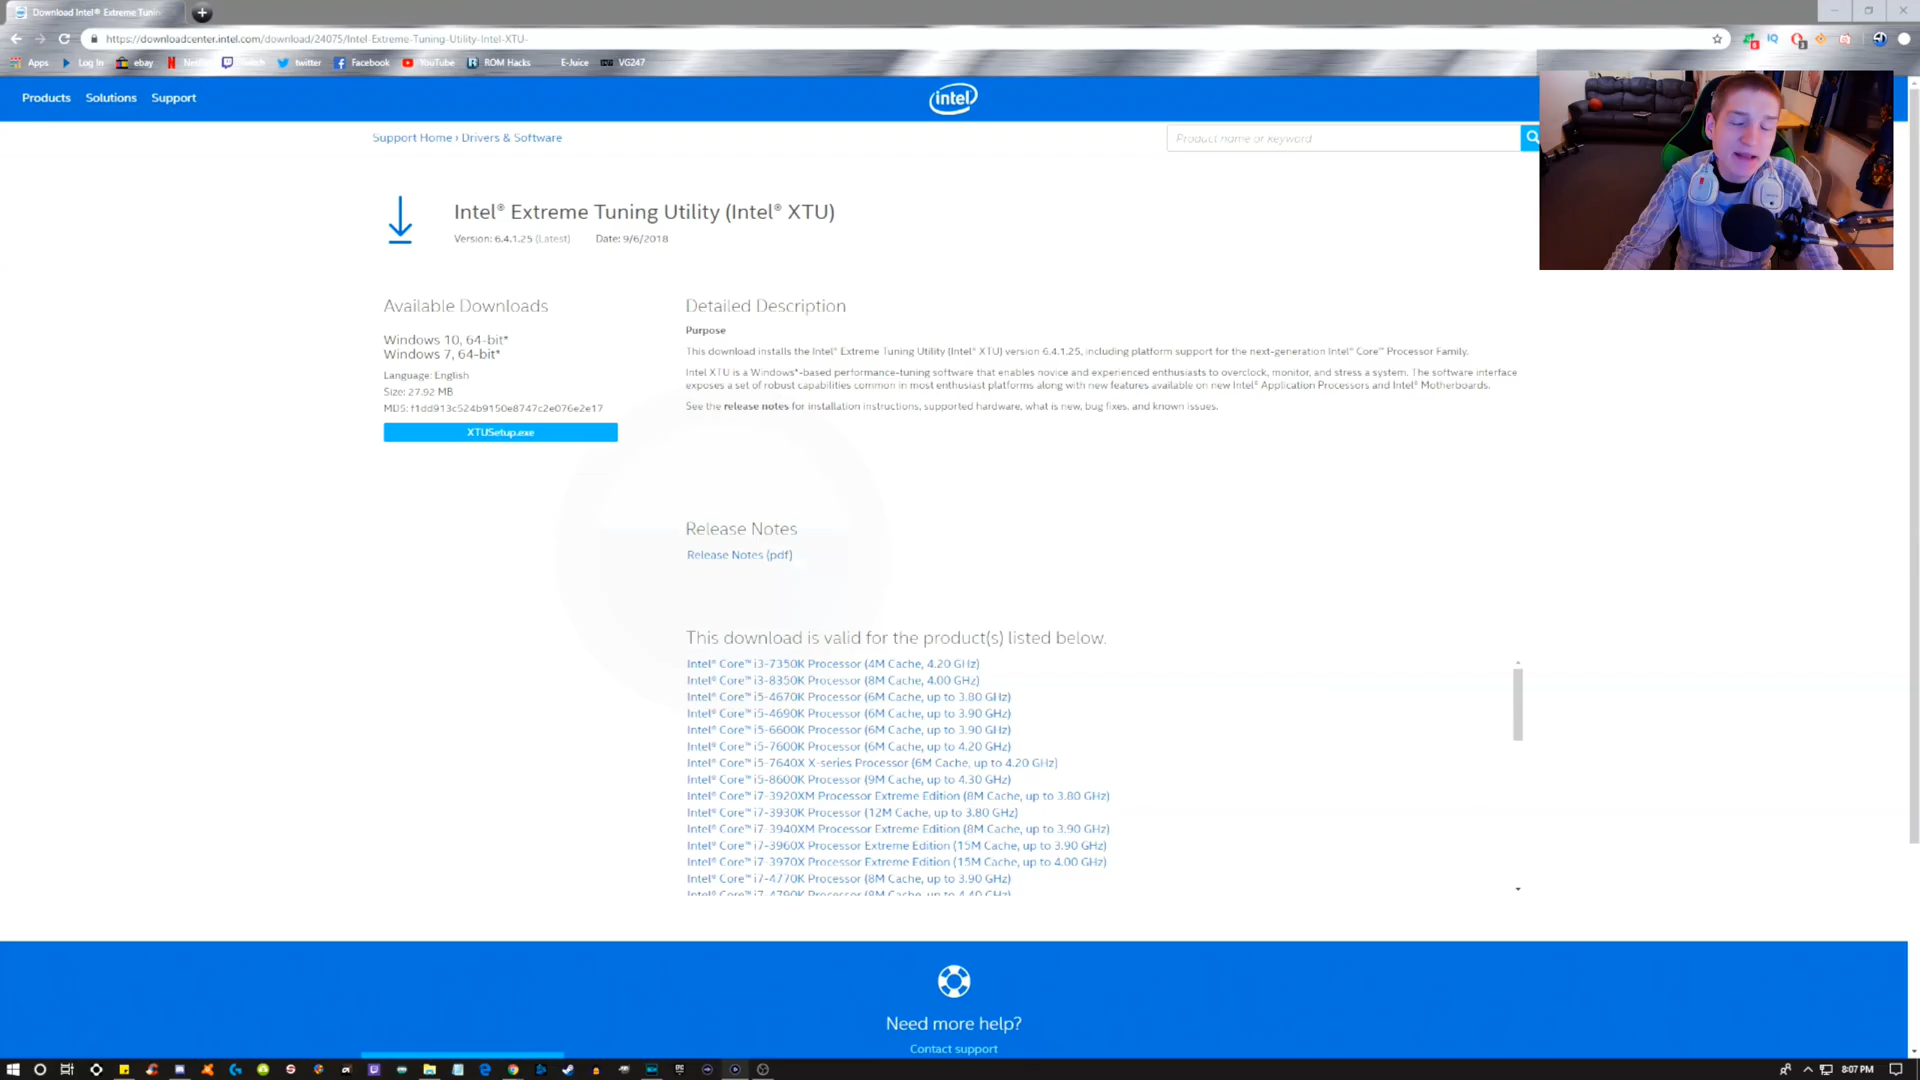 Download Intel® Extreme Tunin
https://downloadcenter.intel.com/download/24075/Intel-Extreme-Tuning-Utility-Intel-XTU-
Apps
Log In
ebay
Netflix
Twitch
twitter
Facebook
YouTube
ROM Hacks
E-Juice
VG247
Products
Solutions
Support
intel
Support Home › Drivers & Software
Product name or keyword
Intel® Extreme Tuning Utility (Intel® XTU)
Version: 6.4.1.25 (Latest)
Date: 9/6/2018
Available Downloads
Windows 10, 64-bit*
Windows 7, 64-bit*
Language: English
Size: 27.92 MB
MD5: f1dd913c524b9150e8747c2e076e2e17
XTUSetup.exe
Detailed Description
Purpose
This download installs the Intel® Extreme Tuning Utility (Intel® XTU) version 6.4.1.25, including platform support for the next-generation Intel® Core™ Processor Family.
Intel XTU is a Windows*-based performance-tuning software that enables novice and experienced enthusiasts to overclock, monitor, and stress a system. The software interface
exposes a set of robust capabilities common in most enthusiast platforms along with new features available on new Intel® Application Processors and Intel® Motherboards.
See the release notes for installation instructions, supported hardware, what is new, bug fixes, and known issues.
Release Notes
Release Notes (pdf)
This download is valid for the product(s) listed below.
Intel® Core™ i3-7350K Processor (4M Cache, 4.20 GHz)
Intel® Core™ i3-8350K Processor (8M Cache, 4.00 GHz)
Intel® Core™ i5-4670K Processor (6M Cache, up to 3.80 GHz)
Intel® Core™ i5-4690K Processor (6M Cache, up to 3.90 GHz)
Intel® Core™ i5-6600K Processor (6M Cache, up to 3.90 GHz)
Intel® Core™ i5-7600K Processor (6M Cache, up to 4.20 GHz)
Intel® Core™ i5-7640X X-series Processor (6M Cache, up to 4.20 GHz)
Intel® Core™ i5-8600K Processor (9M Cache, up to 4.30 GHz)
Intel® Core™ i7-3920XM Processor Extreme Edition (8M Cache, up to 3.80 GHz)
Intel® Core™ i7-3930K Processor (12M Cache, up to 3.80 GHz)
Intel® Core™ i7-3940XM Processor Extreme Edition (8M Cache, up to 3.90 GHz)
Intel® Core™ i7-3960X Processor Extreme Edition (15M Cache, up to 3.90 GHz)
Intel® Core™ i7-3970X Processor Extreme Edition (15M Cache, up to 4.00 GHz)
Intel® Core™ i7-4770K Processor (8M Cache, up to 3.90 GHz)
Intel® Core™ i7-4790K Processor (8M Cache, up to 4.40 GHz)
Need more help?
Contact support
8:07 PM